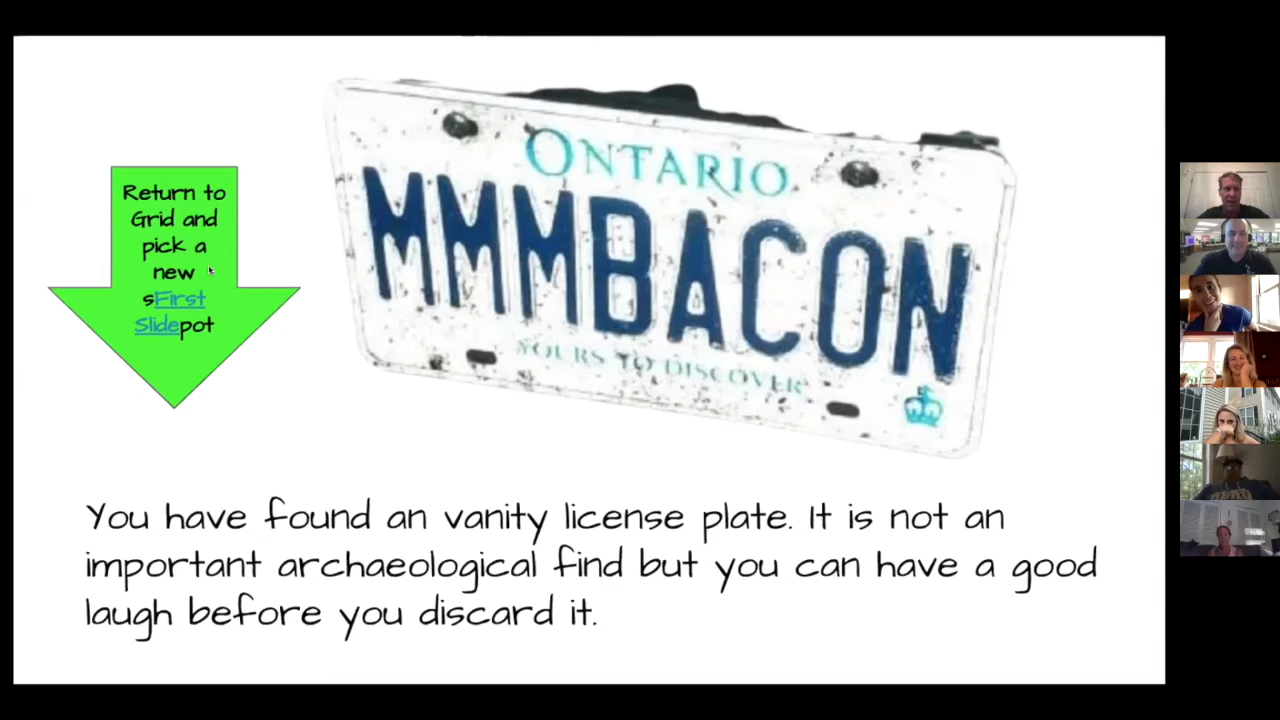 Return to
Grid and
pick a
new
sFirst
Slidepot
ONTARIO
MMMBACON
YOURS TO DISCOVER
You have found an vanity license plate. It is not an
important archaeological find but you can have a good
laugh before you discard it.